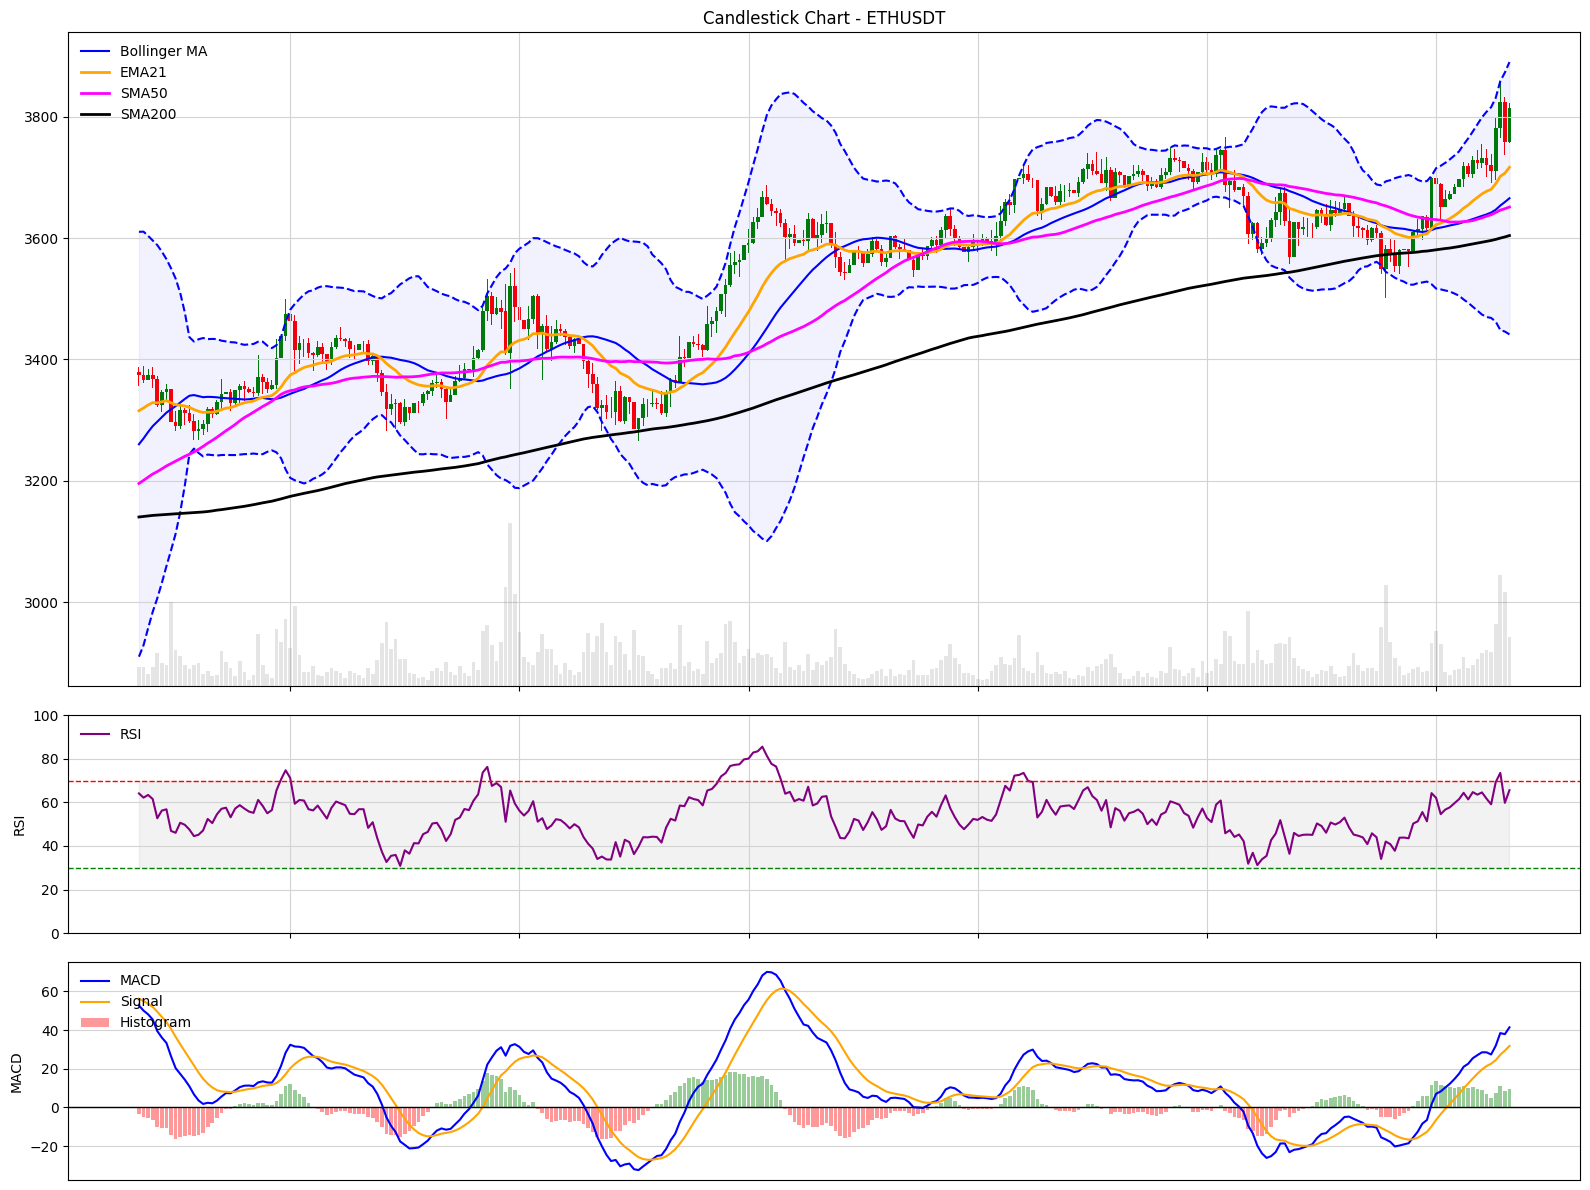 Candlestick Chart - ETHUSDT
Bollinger MA
EMA21
SMA50
SMA200
3800
3600
3400
3200
3000
RSI
100
80
60
40
20
0
RSI
MACD
Signal
Histogram
60
40
20
0
−20
MACD